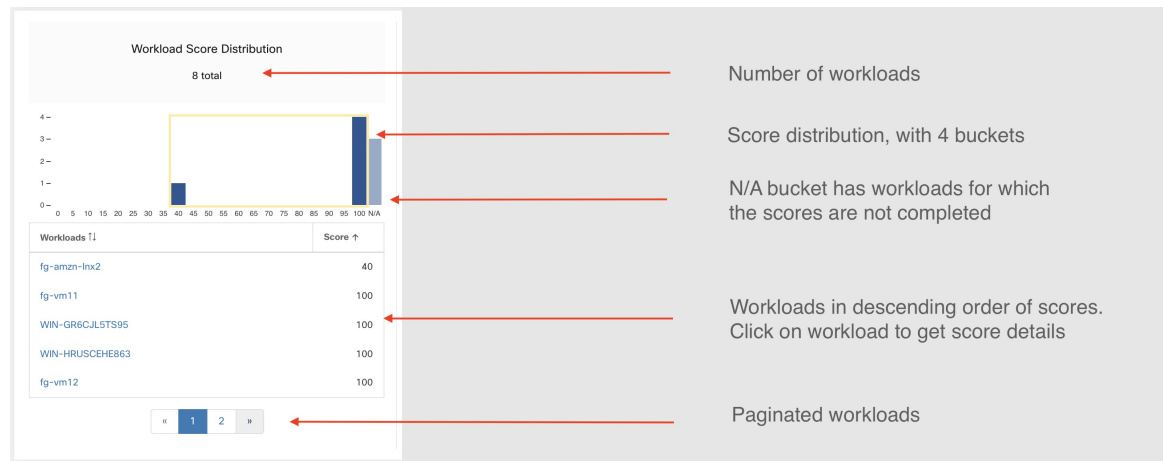 Workload Score Distribution
8 total
Number of workloads
4
3
2
1
0
0 5 10 15 20 25 30 35 40 45 50 55 60 65 70 75 80 85 90 95 100 N/A
Score distribution, with 4 buckets
N/A bucket has workloads for which
the scores are not completed
Workloads ↑↓ Score ↑
fg-amzn-lnx2 40
fg-vm11 100
WIN-GR6CJL5TS95 100
WIN-HRUSCEHE863 100
fg-vm12 100
Workloads in descending order of scores.
Click on workload to get score details
« 1 2 »
Paginated workloads